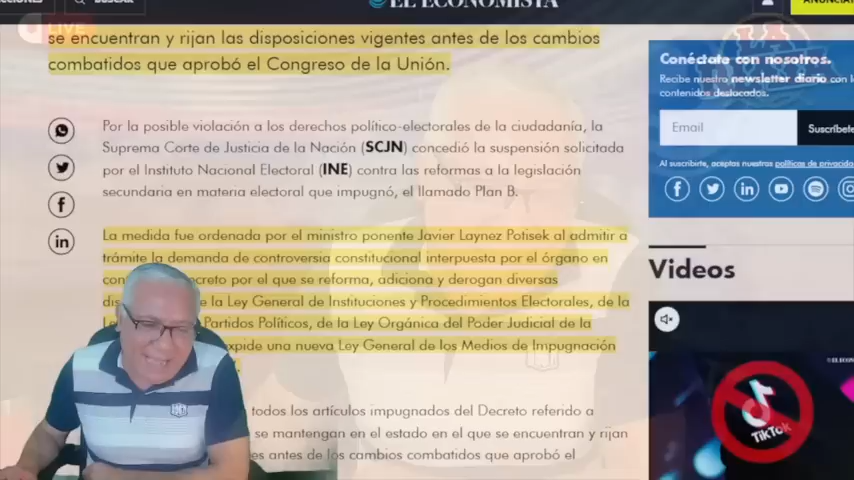 BUSCAR
EL ECONOMISTA
LIVE
se encuentran y rijan las disposiciones vigentes antes de los cambios
combatidos que aprobó el Congreso de la Unión.
Por la posible violación a los derechos político-electorales de la ciudadanía, la
Suprema Corte de Justicia de la Nación (SCJN) concedió la suspensión solicitada
por el Instituto Nacional Electoral (INE) contra las reformas a la legislación
secundaria en materia electoral que impugnó, el llamado Plan B.
La medida fue ordenada por el ministro ponente Javier Laynez Potisek al admitir a
trámite la demanda de controversia constitucional interpuesta por el órgano en
decreto por el que se reforma, adiciona y derogan diversas
de la Ley General de Instituciones y Procedimientos Electorales, de la
Partidos Políticos, de la Ley Orgánica del Poder Judicial de la
expide una nueva Ley General de los Medios de Impugnación
todos los artículos impugnados del Decreto referido a
se mantengan en el estado en el que se encuentran y rijan
es antes de los cambios combatidos que aprobó el
Conéctate con nosotros.
Recibe nuestro newsletter diario con
contenidos destacados.
Email
Suscríbete
Al suscribirte, aceptas nuestras políticas de privacida
Videos
TikTok